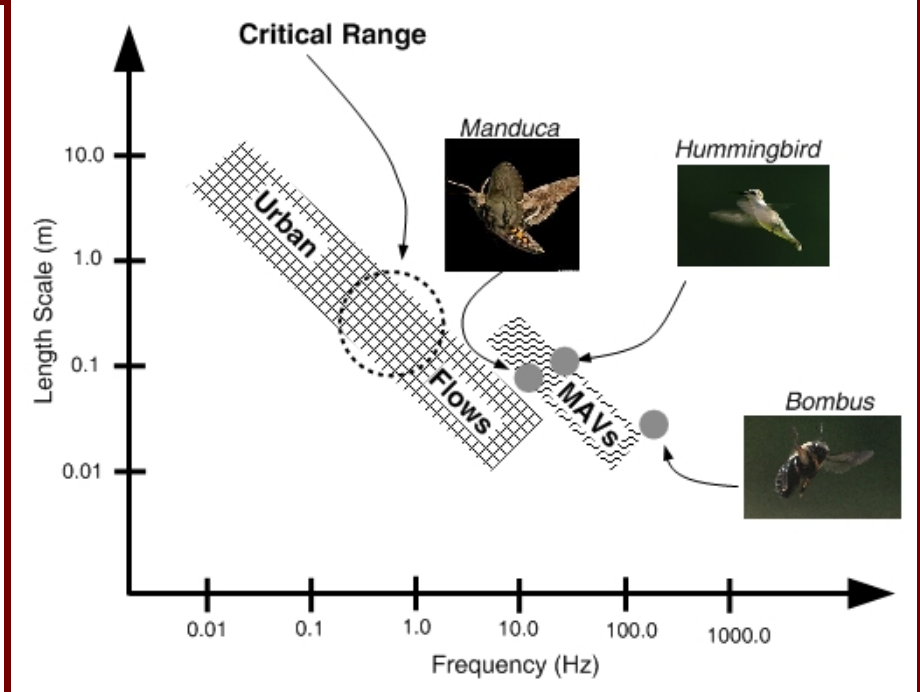 Critical Range
Manduca
Hummingbird
10.0
Urban
1.0
Length Scale (m)
0.1
Flows
MAVs
Bombus
0.01
0.01
0.1
1.0
10.0
100.0
1000.0
Frequency (Hz)